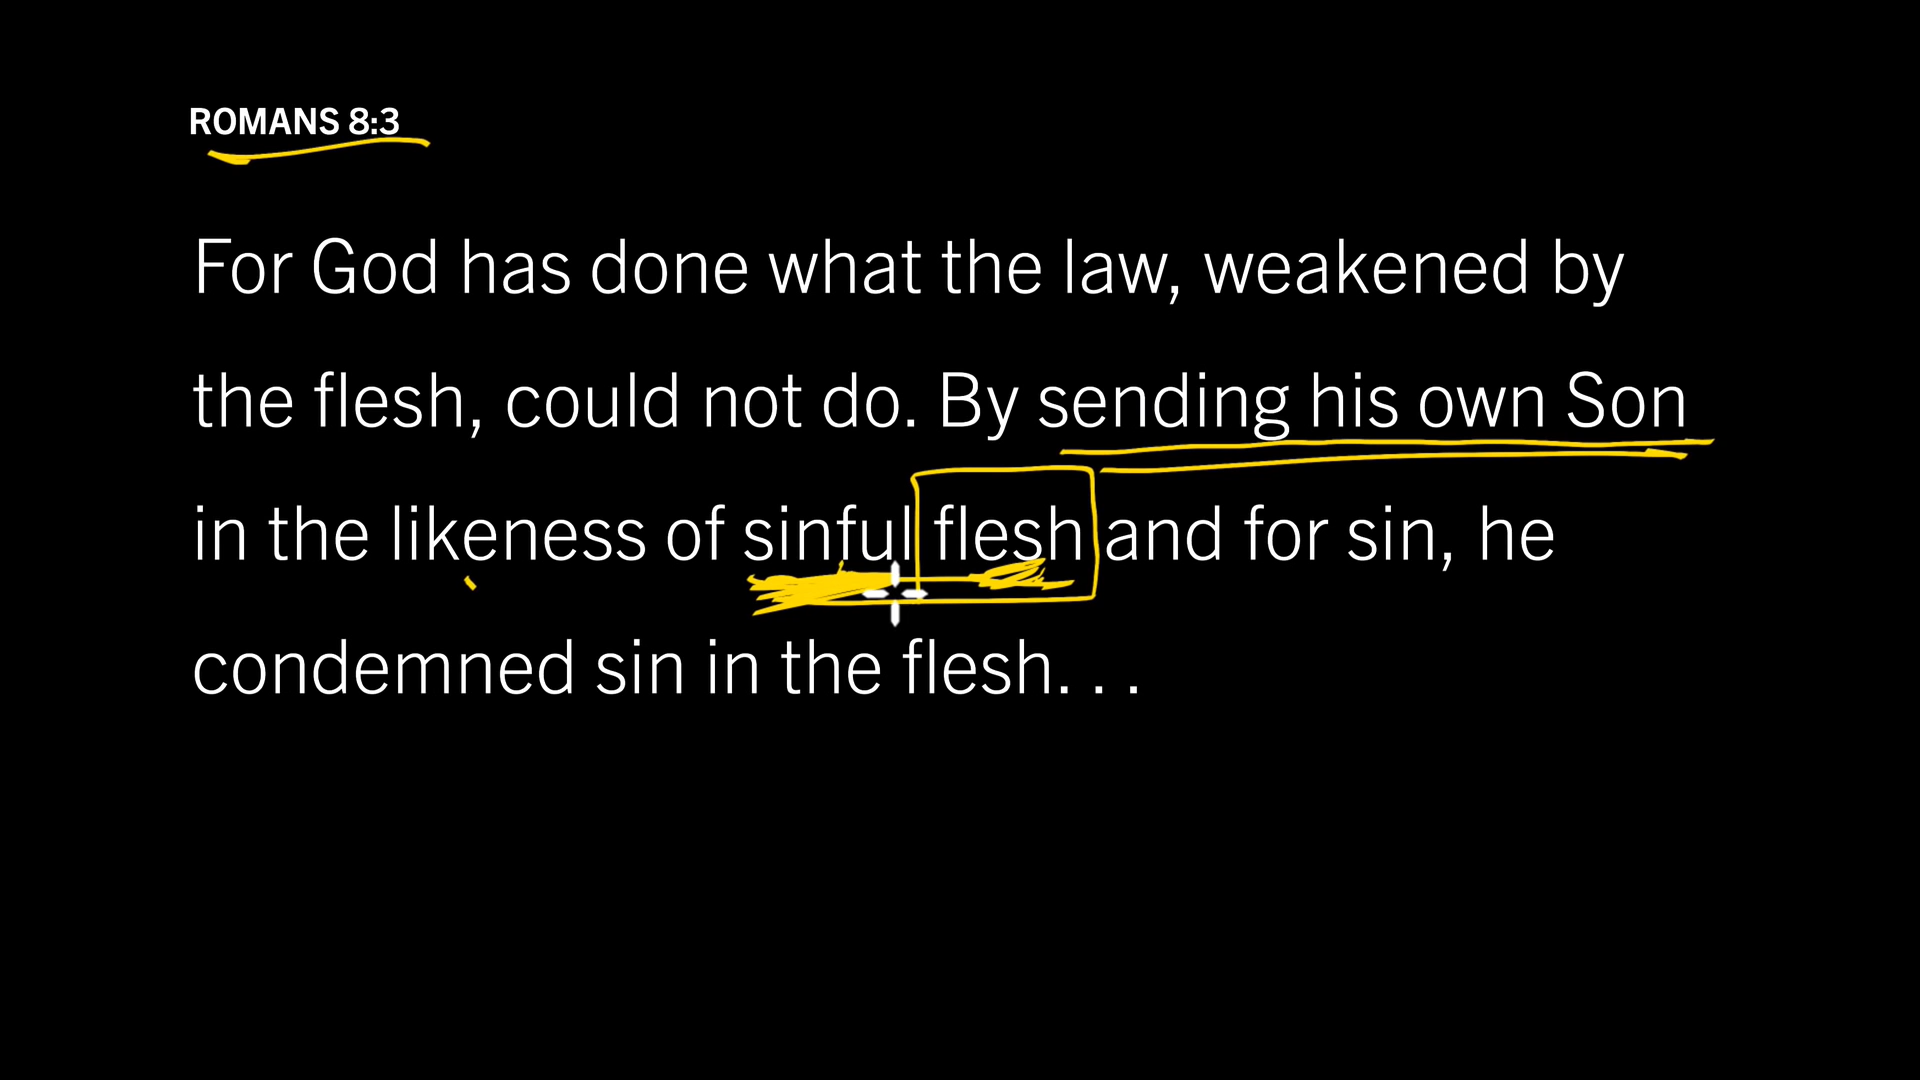 ROMANS 8:3
For God has done what the law, weakened by
the flesh, could not do. By sending his own Son
in the likeness of sinful flesh and for sin, he
condemned sin in the flesh. . .